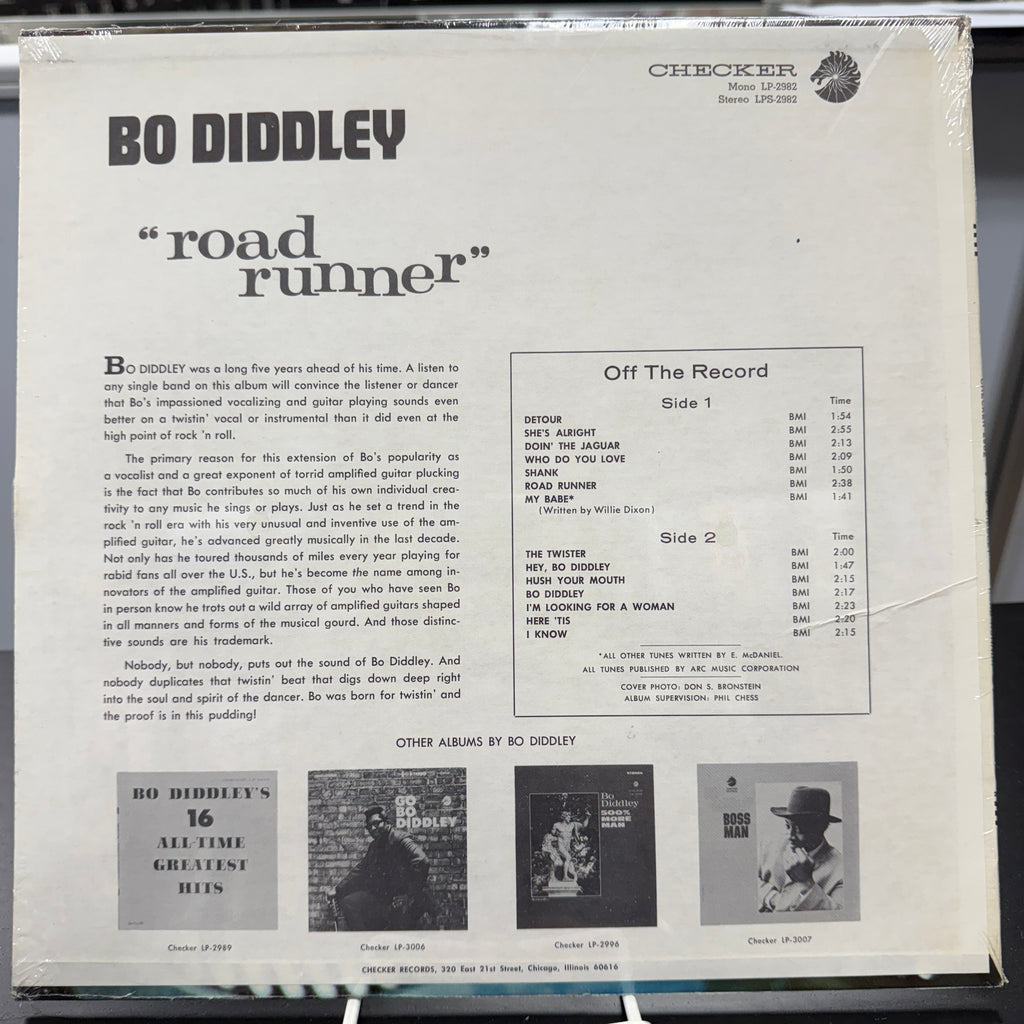 CHECKER
Mono LP-2982
Stereo LPS-2982
BO DIDDLEY
“road
runner”
BO DIDDLEY was a long five years ahead of his time. A listen to
any single band on this album will convince the listener or dancer
that Bo's impassioned vocalizing and guitar playing sounds even
better on a twistin' vocal or instrumental than it did even at the
high point of rock 'n roll.
The primary reason for this extension of Bo's popularity as
a vocalist and a great exponent of torrid amplified guitar plucking
is the fact that Bo contributes so much of his own individual crea-
tivity to any music he sings or plays. Just as he set a trend in the
rock 'n roll era with his very unusual and inventive use of the am-
plified guitar, he's advanced greatly musically in the last decade.
Not only has he toured thousands of miles every year playing for
rabid fans all over the U.S., but he's become the name among in-
novators of the amplified guitar. Those of you who have seen Bo
in person know he trots out a wild array of amplified guitars shaped
in all manners and forms of the musical gourd. And those distinc-
tive sounds are his trademark.
Nobody, but nobody, puts out the sound of Bo Diddley. And
nobody duplicates that twistin' beat that digs down deep right
into the soul and spirit of the dancer. Bo was born for twistin' and
the proof is in this pudding!
Off The Record
Side 1 Time
DETOUR BMI 1:54
SHE'S ALRIGHT BMI 2:55
DOIN' THE JAGUAR BMI 2:13
WHO DO YOU LOVE BMI 2:09
SHANK BMI 1:50
ROAD RUNNER BMI 2:38
MY BABE* BMI 1:41
(Written by Willie Dixon)
Side 2 Time
THE TWISTER BMI 2:00
HEY, BO DIDDLEY BMI 1:47
HUSH YOUR MOUTH BMI 2:15
BO DIDDLEY BMI 2:17
I'M LOOKING FOR A WOMAN BMI 2:23
HERE 'TIS BMI 2:20
I KNOW BMI 2:15
*ALL OTHER TUNES WRITTEN BY E. McDANIEL.
ALL TUNES PUBLISHED BY ARC MUSIC CORPORATION
COVER PHOTO: DON S. BRONSTEIN
ALBUM SUPERVISION: PHIL CHESS
OTHER ALBUMS BY BO DIDDLEY
BO DIDDLEY'S
16
ALL-TIME
GREATEST
HITS
Checker LP-2989
GO
BO
DIDDLEY
Checker LP-3006
Bo
Diddley
500%
MORE
MAN
Checker LP-2996
BOSS
MAN
Checker LP-3007
CHECKER RECORDS, 320 East 21st Street, Chicago, Illinois 60616